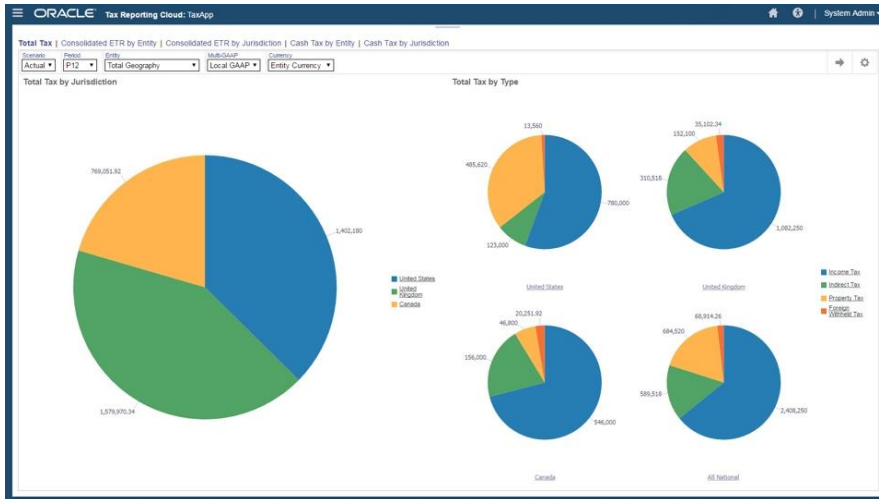 ORACLE Tax Reporting Cloud: TaxApp
System Admin
Total Tax | Consolidated ETR by Entity | Consolidated ETR by Jurisdiction | Cash Tax by Entity | Cash Tax by Jurisdiction
Scenario Period Entity Multi-GAAP Currency
Actual P12 Total Geography Local GAAP Entity Currency
Total Tax by Jurisdiction
769,051.92
1,402,180
1,579,970.34
United States
United Kingdom
Canada
Total Tax by Type
13,560
485,620
780,000
123,000
United States
35,102.34
152,100
310,518
1,082,250
United Kingdom
20,251.92
46,800
156,000
546,000
Canada
68,914.26
684,520
589,518
2,408,250
All National
Income Tax
Indirect Tax
Property Tax
Foreign
Withheld Tax